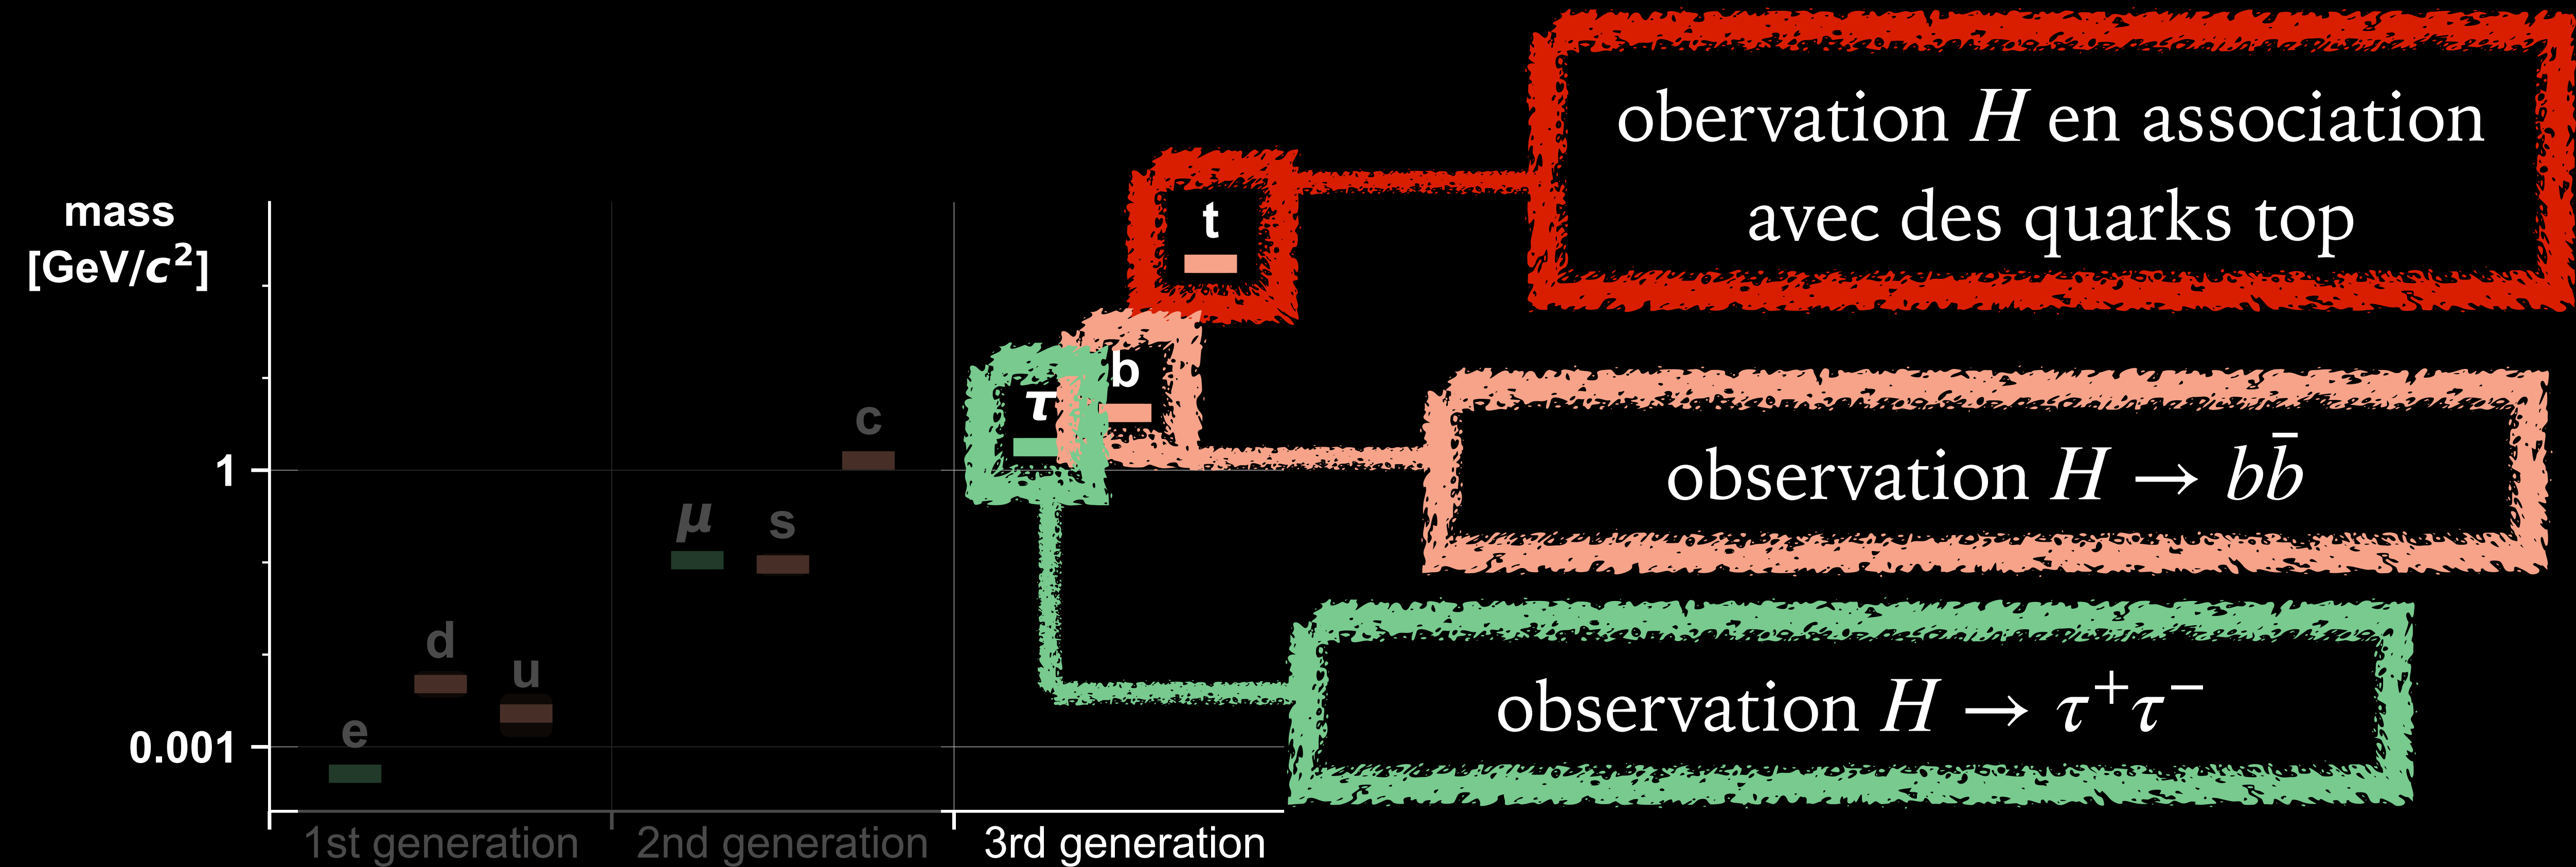 obervation H en association
avec des quarks top
mass
[GeV/c²]
t
b
τ
c
1
observation H → bb̄
μ
s
d
u
observation H → τ⁺τ⁻
e
0.001
1st generation
2nd generation
3rd generation